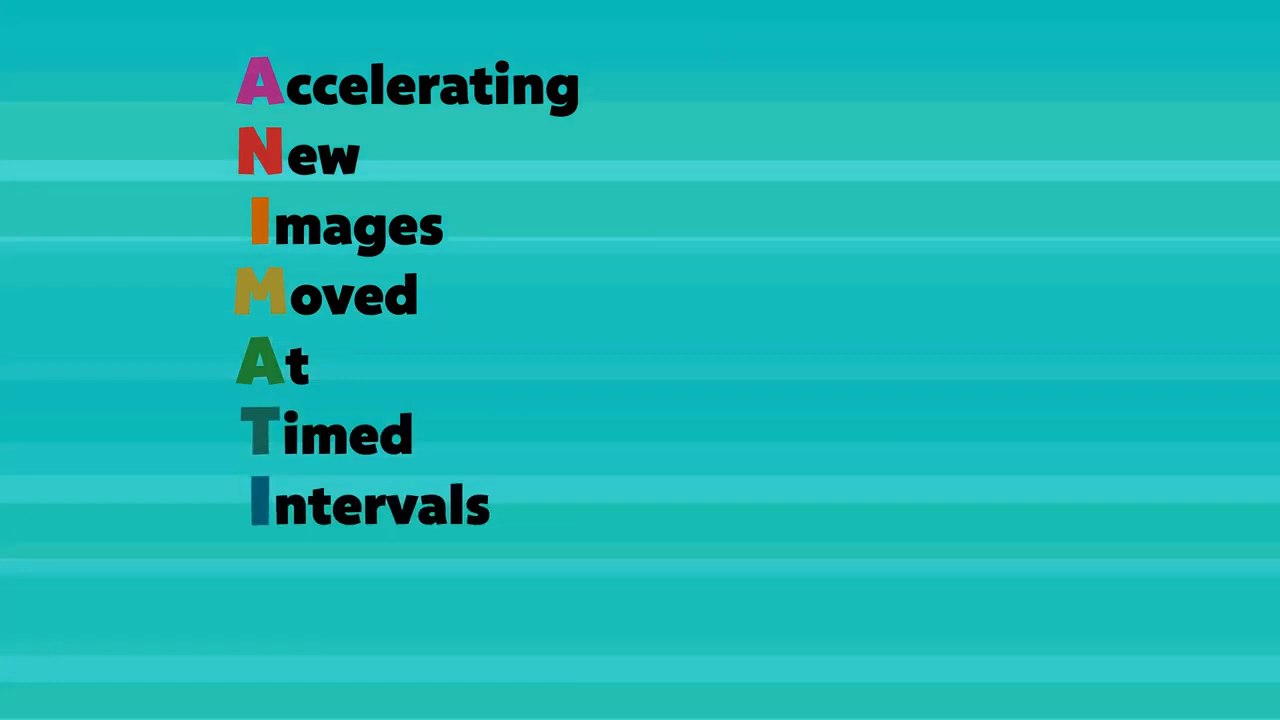 Accelerating
New
Images
Moved
At
Timed
Intervals